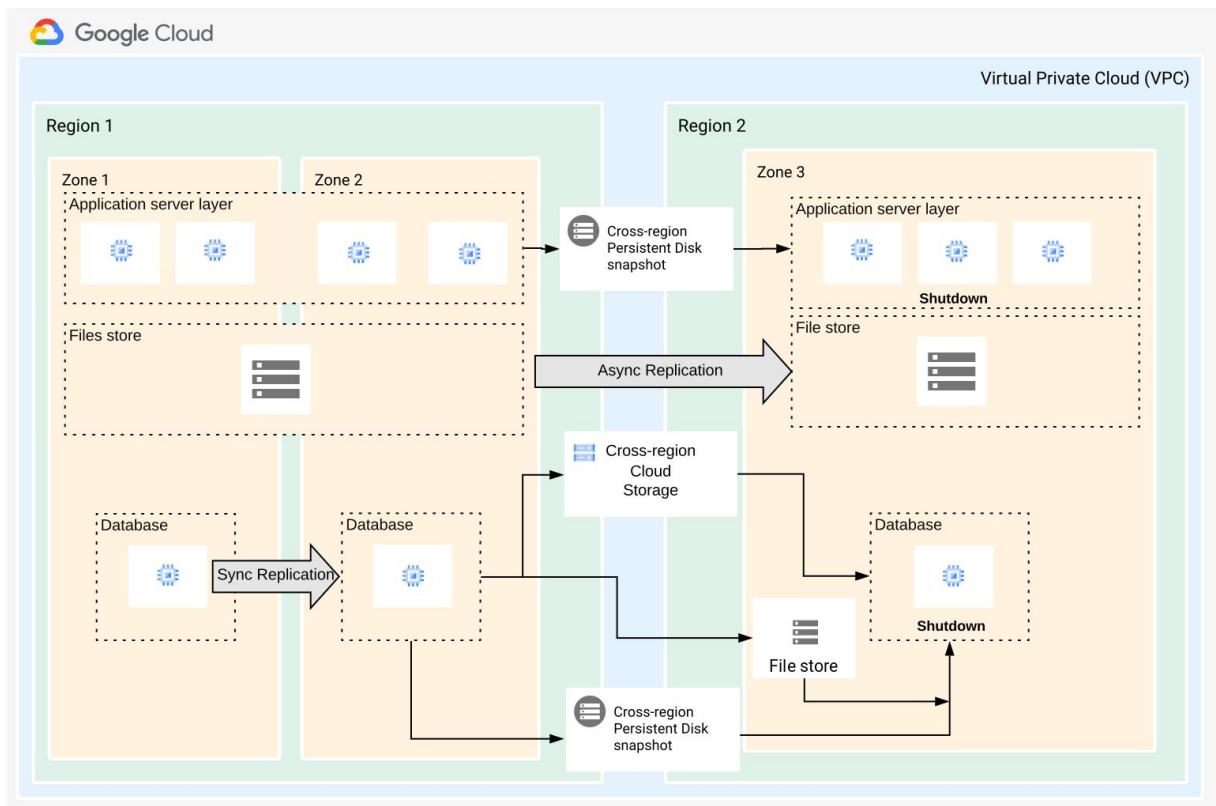 Google Cloud
Virtual Private Cloud (VPC)
Region 1
Region 2
Zone 1
Zone 2
Zone 3
Application server layer
Application server layer
Cross-region
Persistent Disk
snapshot
Shutdown
Files store
File store
Async Replication
Cross-region
Cloud
Storage
Database
Database
Database
Sync Replication
Shutdown
File store
Cross-region
Persistent Disk
snapshot